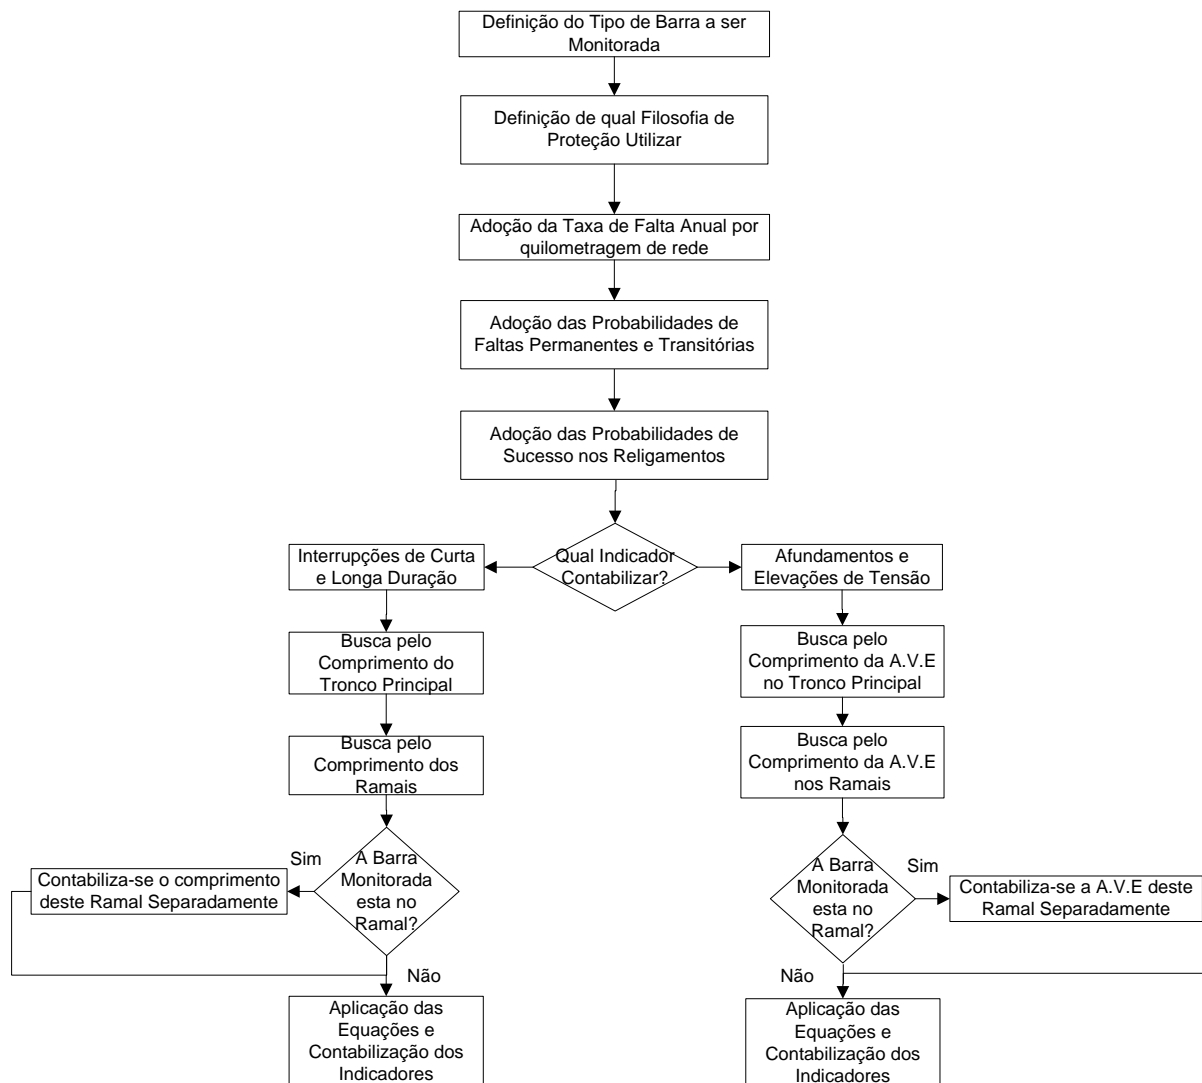 Definição do Tipo de Barra a ser
Monitorada
Definição de qual Filosofia de
Proteção Utilizar
Adoção da Taxa de Falta Anual por
quilometragem de rede
Adoção das Probabilidades de
Faltas Permanentes e Transitórias
Adoção das Probabilidades de
Sucesso nos Religamentos
Qual Indicador
Contabilizar?
Interrupções de Curta
e Longa Duração
Busca pelo
Comprimento do
Tronco Principal
Busca pelo
Comprimento dos
Ramais
A Barra
Monitorada
esta no
Ramal?
Sim
Contabiliza-se o comprimento
deste Ramal Separadamente
Não
Aplicação das
Equações e
Contabilização dos
Indicadores
Afundamentos e
Elevações de Tensão
Busca pelo
Comprimento da A.V.E
no Tronco Principal
Busca pelo
Comprimento da A.V.E
nos Ramais
A Barra
Monitorada
esta no
Ramal?
Sim
Contabiliza-se a A.V.E deste
Ramal Separadamente
Não
Aplicação das
Equações e
Contabilização dos
Indicadores